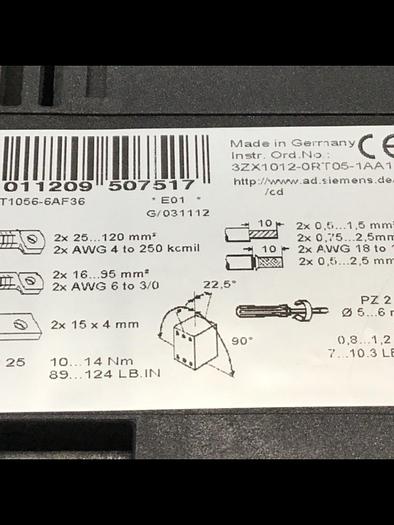 011209 507517
T1056-6AF36
* E01 *
G/031112
Made in Germany CE
Instr. Ord.No.:
3ZX1012-0RT05-1AA1
http://www.ad.siemens.de/
/cd
2x 25...120 mm²
2x AWG 4 to 250 kcmil
2x 16...95 mm²
2x AWG 6 to 3/0
2x 15 x 4 mm
25
10...14 Nm
89...124 LB.IN
22,5°
90°
10
2x 0,5...1,5 mm²
2x 0,75...2,5mm
10
2x AWG 18 to 1
2x 0,5...2,5 mm
PZ 2
Ø 5...6
0,8...1,2
7...10.3 LB